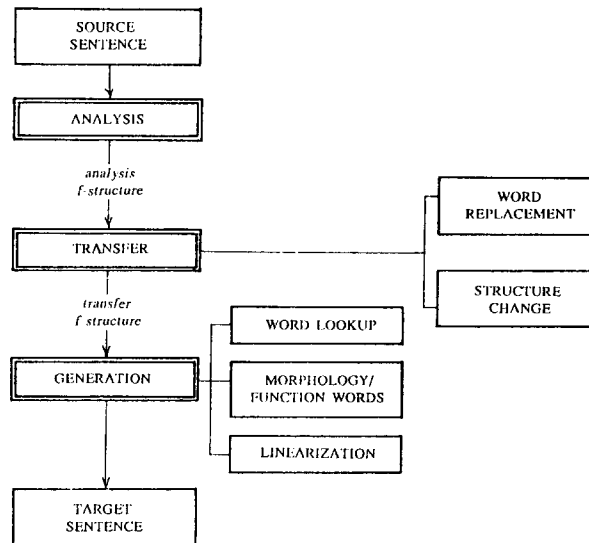 SOURCE
SENTENCE
ANALYSIS
analysis
f-structure
TRANSFER
WORD
REPLACEMENT
STRUCTURE
CHANGE
transfer
f structure
GENERATION
WORD LOOKUP
MORPHOLOGY/
FUNCTION WORDS
LINEARIZATION
TARGET
SENTENCE